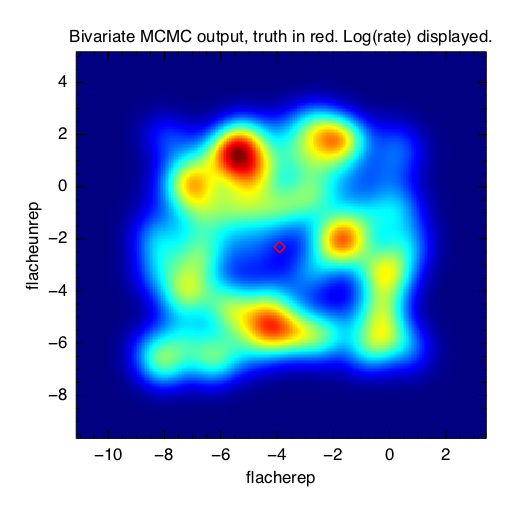 Bivariate MCMC output, truth in red. Log(rate) displayed.
4
2
0
−2
−4
−6
−8
flacheunrep
−10 −8 −6 −4 −2 0 2
flacherep